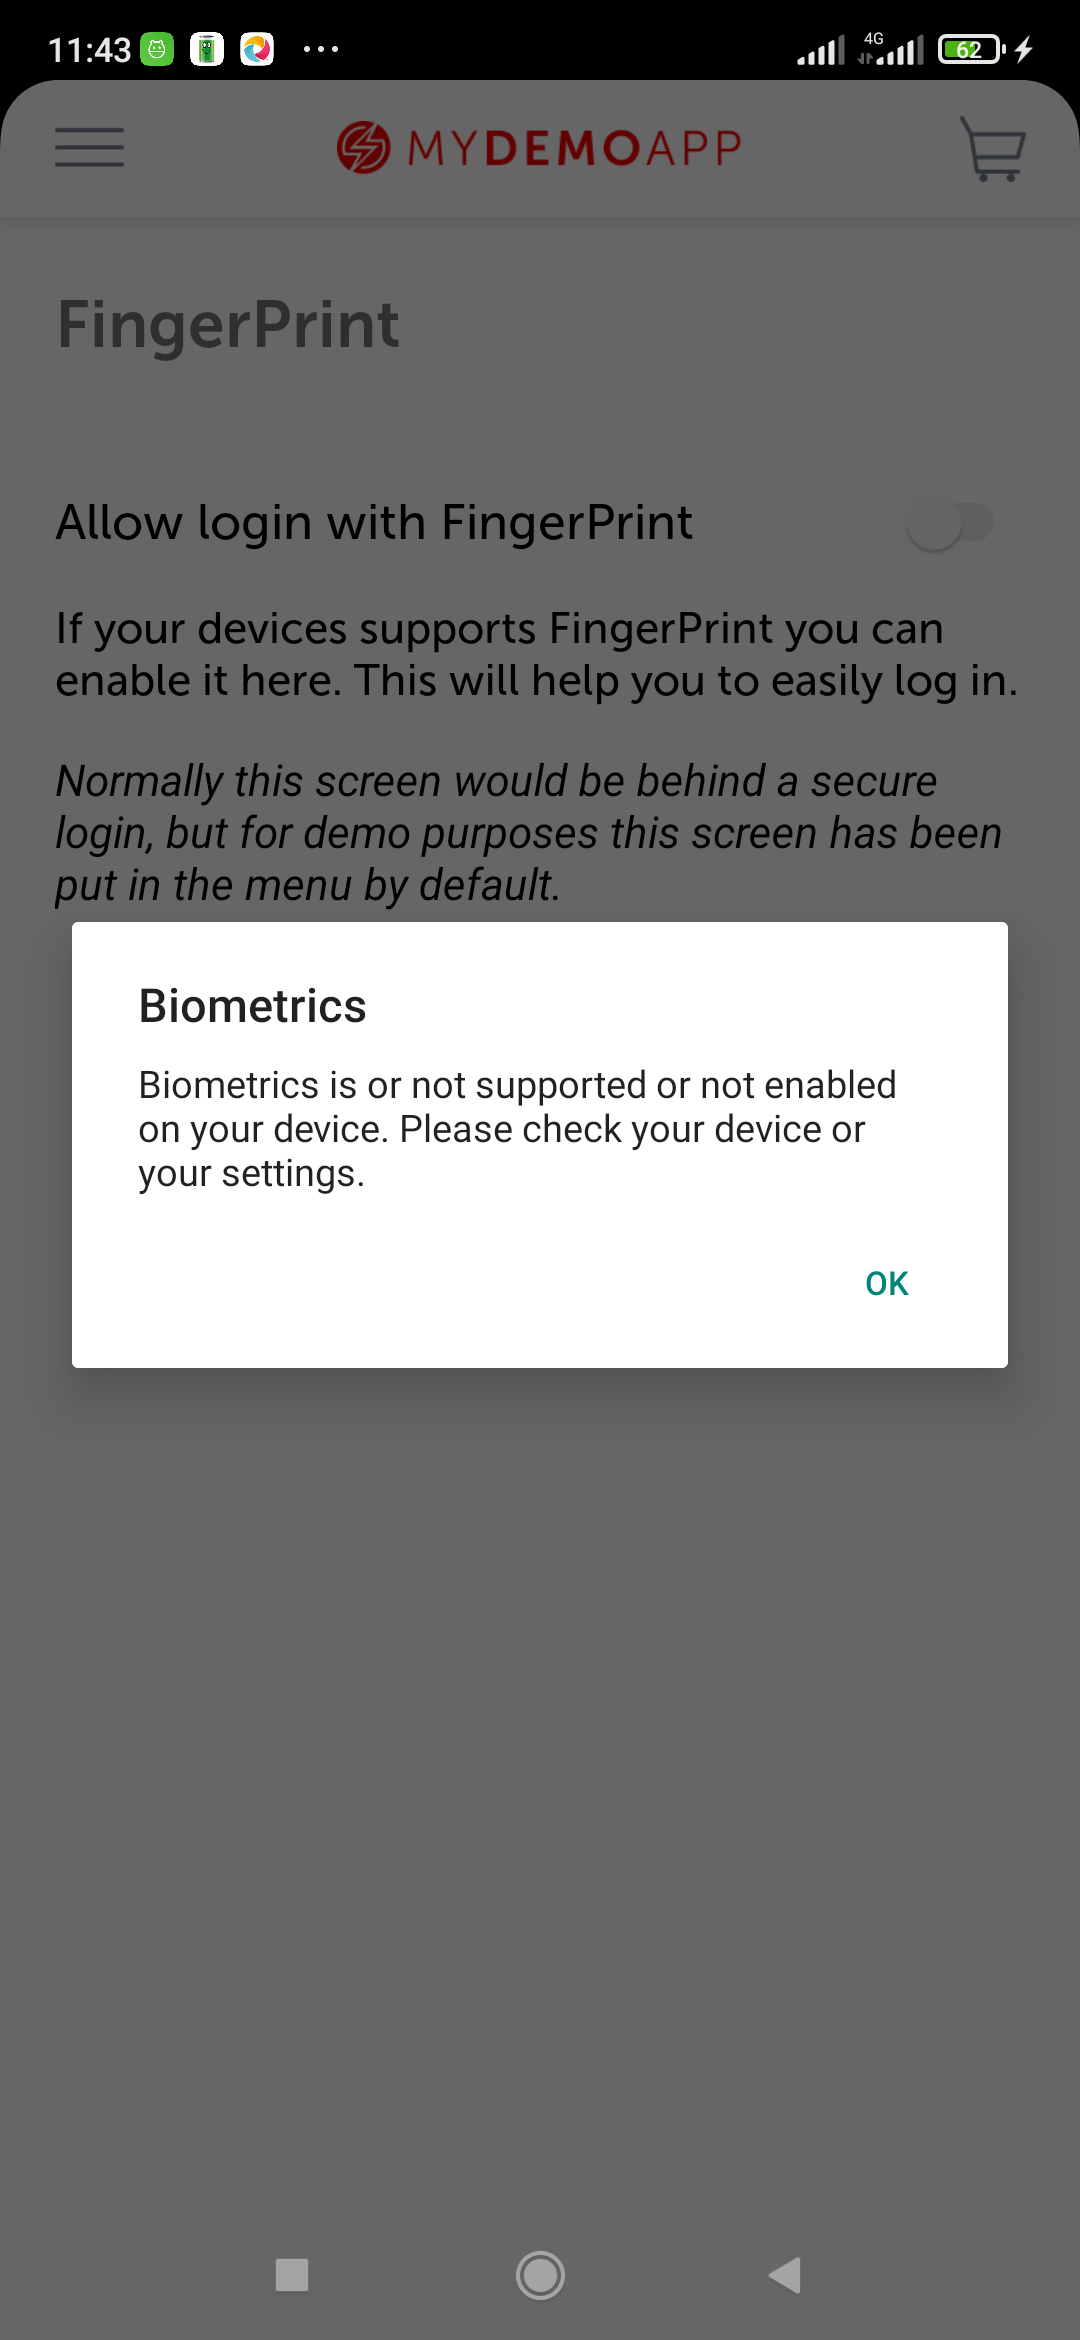 11:43
4G
62
MYDEMOAPP
FingerPrint
Allow login with FingerPrint
If your devices supports FingerPrint you can
enable it here. This will help you to easily log in.
Normally this screen would be behind a secure
login, but for demo purposes this screen has been
put in the menu by default.
Biometrics
Biometrics is or not supported or not enabled
on your device. Please check your device or
your settings.
OK